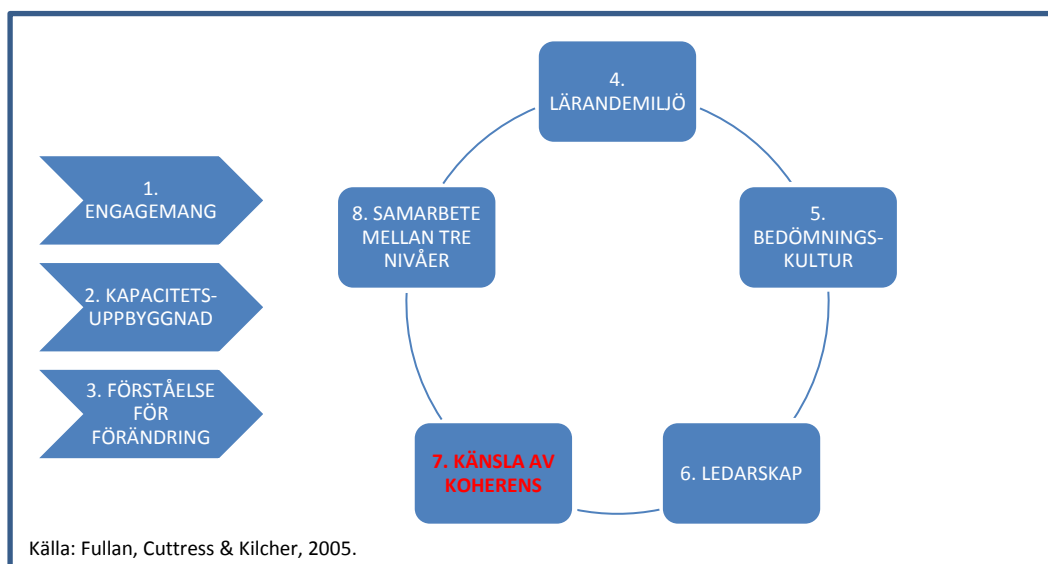 1.
ENGAGEMANG
2. KAPACITETS-
UPPBYGGNAD
3. FÖRSTÅELSE
FÖR
FÖRÄNDRING
4.
LÄRANDEMILJÖ
5.
BEDÖMNINGS-
KULTUR
6. LEDARSKAP
7. KÄNSLA AV
KOHERENS
8. SAMARBETE
MELLAN TRE
NIVÅER
Källa: Fullan, Cuttress & Kilcher, 2005.